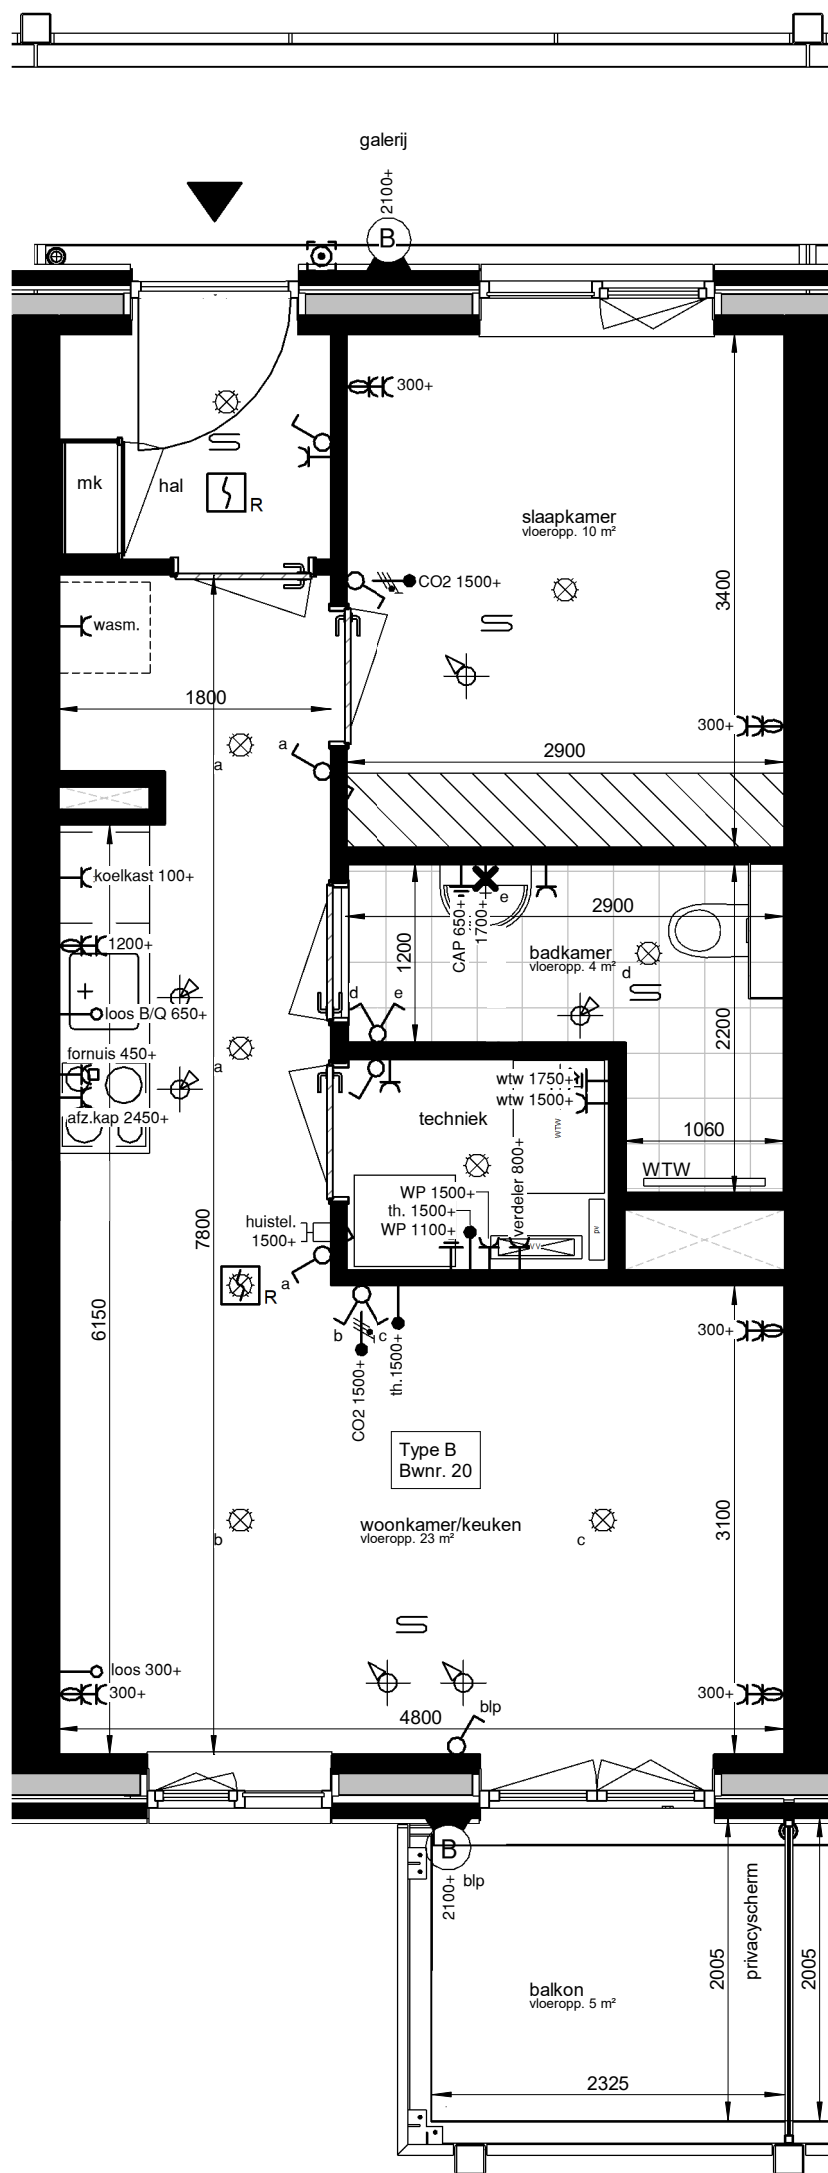 galerij
2100+
B
300+
mk
hal
R
slaapkamer
vloeropp. 10 m²
CO2 1500+
3400
wasm.
1800
a
a
300+
2900
koelkast 100+
1200+
CAP 650+
1700+
e
2900
1200
badkamer
vloeropp. 4 m²
d
loos B/Q 650+
d
e
2200
fornuis 450+
a
afz.kap 2450+
techniek
wtw 1750+
wtw 1500+
WTW
verdeler 800+
1060
WTW
WP 1500+
th. 1500+
WP 1100+
huistel.
1500+
7800
pv
VV
a
R
6150
b
c
CO2 1500+
th.1500+
300+
Type B
Bwnr. 20
3100
woonkamer/keuken
vloeropp. 23 m²
b
c
loos 300+
300+
300+
blp
4800
B
2100+
blp
privacyscherm
2005
2005
balkon
vloeropp. 5 m²
2325